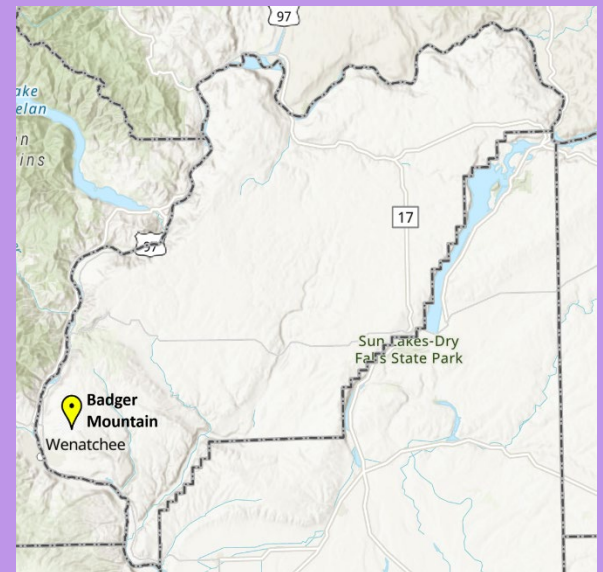 97
ake
elan
n
ins
17
97
Sun Lakes-Dry
Falls State Park
Badger
Mountain
Wenatchee